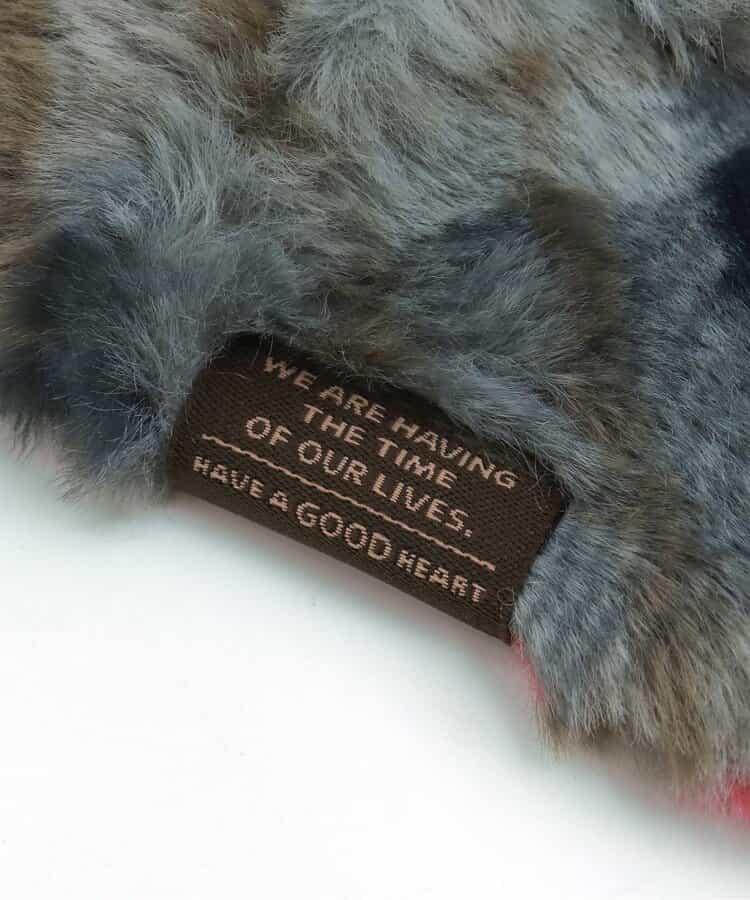 WE ARE HAVING
THE TIME
OF OUR LIVES.
HAVE A GOOD HEART